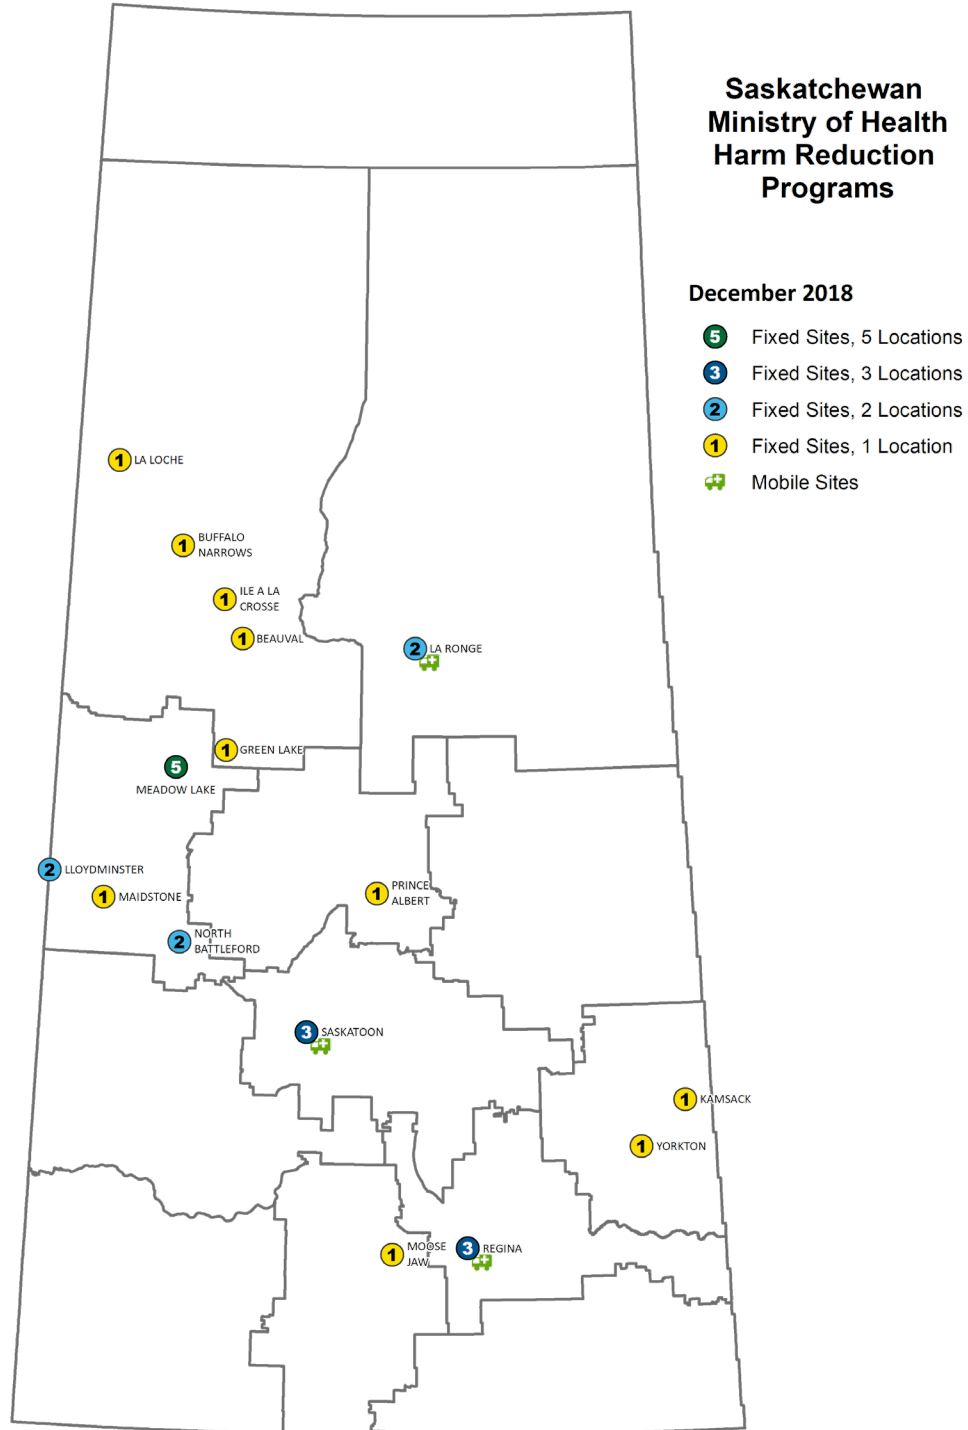 Saskatchewan
Ministry of Health
Harm Reduction
Programs
December 2018
5 Fixed Sites, 5 Locations
3 Fixed Sites, 3 Locations
2 Fixed Sites, 2 Locations
1 Fixed Sites, 1 Location
Mobile Sites
1 LA LOCHE
1 BUFFALO
NARROWS
1 ILE A LA
CROSSE
1 BEAUVAL
2 LA RONGE
1 GREEN LAKE
5
MEADOW LAKE
2 LLOYDMINSTER
1 MAIDSTONE
1 PRINCE
ALBERT
2 NORTH
BATTLEFORD
3 SASKATOON
1 KAMSACK
1 YORKTON
1 MOOSE
JAW
3 REGINA